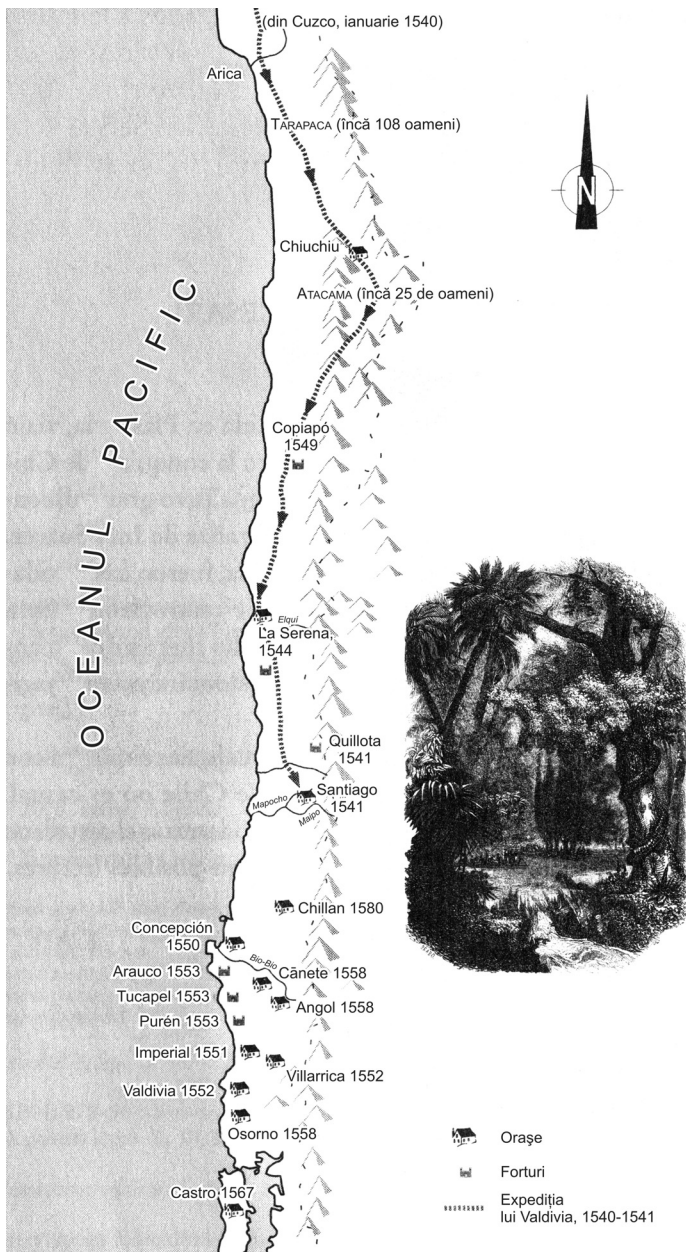 (din Cuzco, ianuarie 1540)
Arica
TARAPACA (încă 108 oameni)
N
Chiuchiu
ATACAMA (încă 25 de oameni)
OCEANUL PACIFIC
Copiapó
1549
Elqui
La Serena,
1544
Quillota
1541
Santiago
1541
Mapocho
Maipo
Chillan 1580
Concepción
1550
Bio-Bio
Arauco 1553
Cănete 1558
Tucapel 1553
Angol 1558
Purén 1553
Imperial 1551
Villarrica 1552
Valdivia 1552
Osorno 1558
Castro 1567
Orașe
Forturi
Expediția
lui Valdivia, 1540-1541